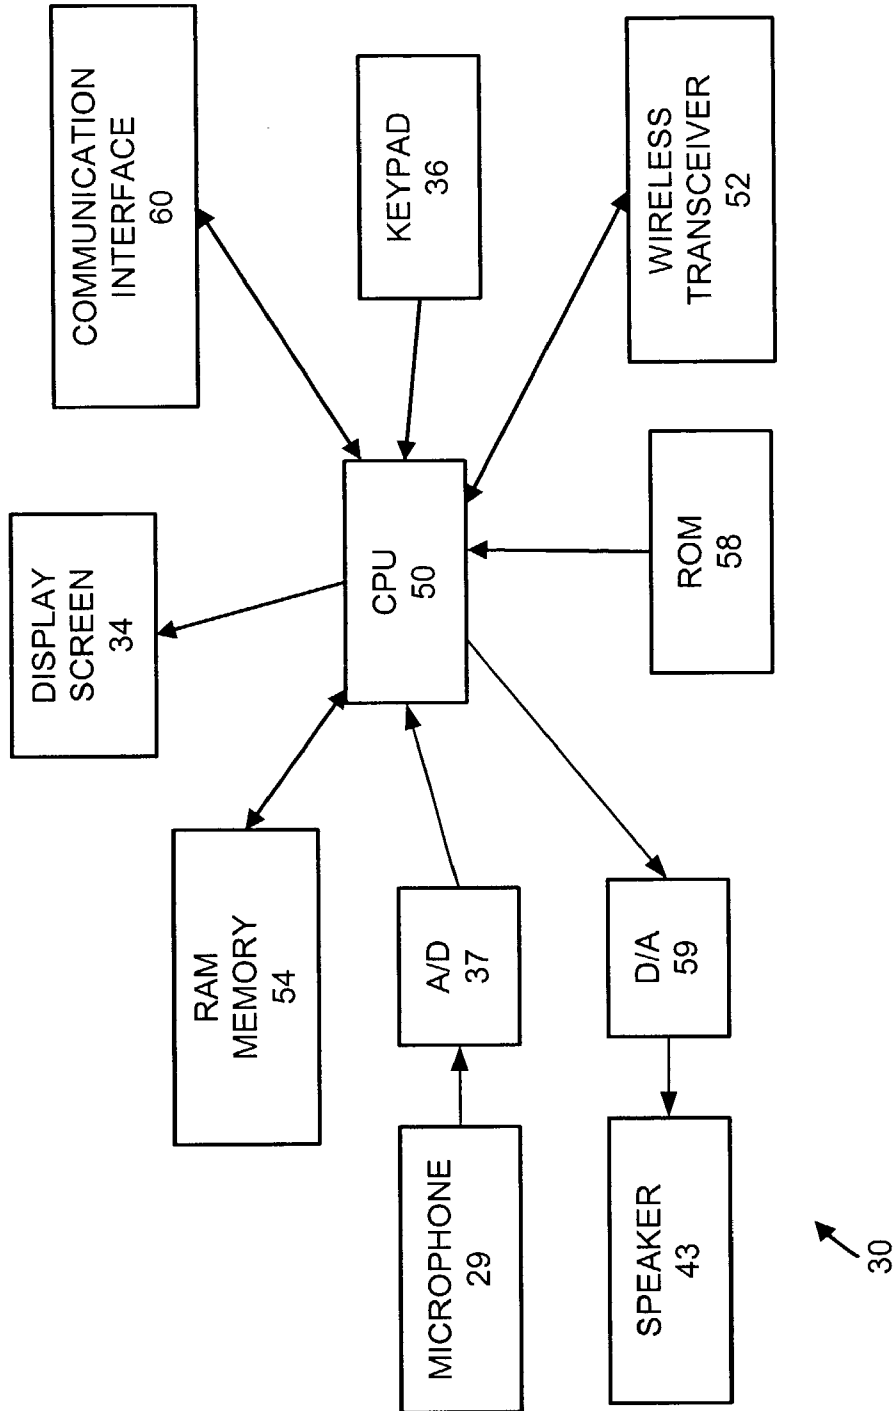 DISPLAY
SCREEN
34
COMMUNICATION
INTERFACE
60
RAM
MEMORY
54
CPU
50
KEYPAD
36
MICROPHONE
29
A/D
37
SPEAKER
43
D/A
59
ROM
58
WIRELESS
TRANSCEIVER
52
30